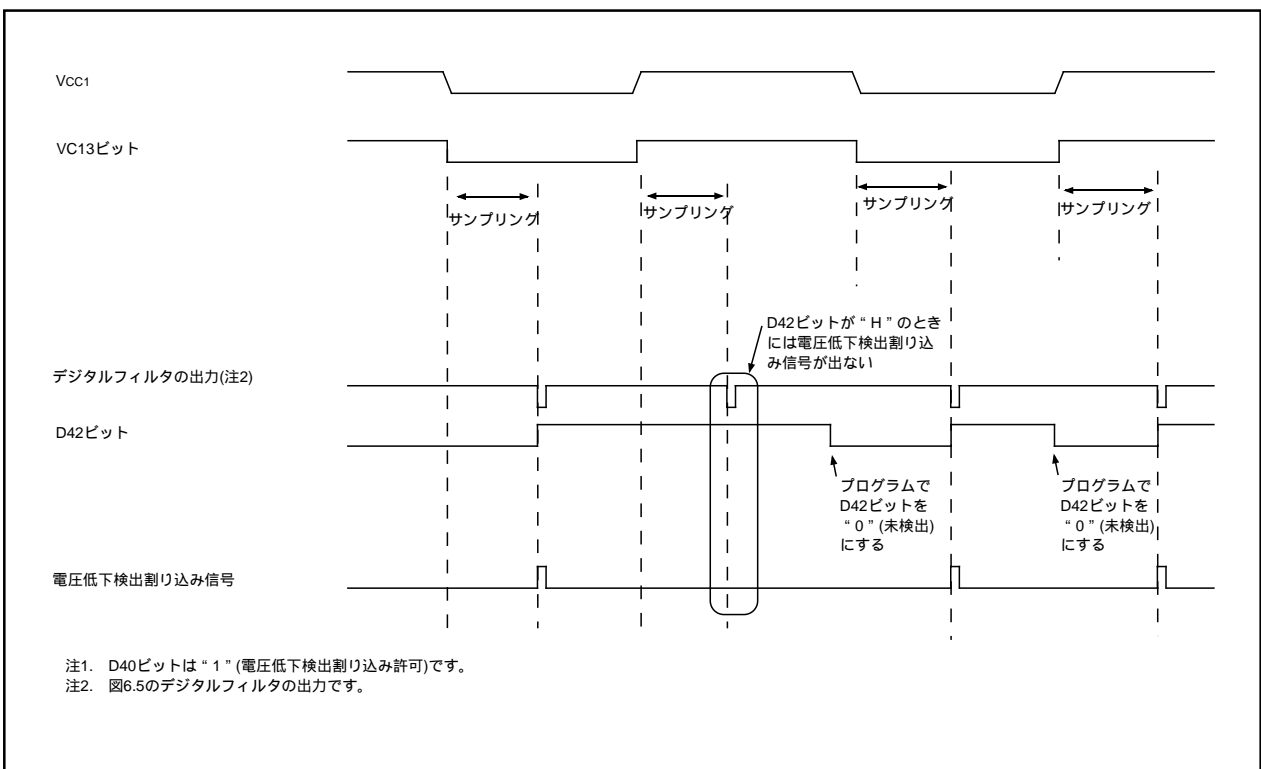 VCC1
VC13ビット
サンプリング
サンプリング
サンプリング
サンプリング
D42ビットが“H”のとき
には電圧低下検出割り込
み信号が出ない
デジタルフィルタの出力(注2)
D42ビット
プログラムで
D42ビットを
“0”(未検出)
にする
プログラムで
D42ビットを
“0”(未検出)
にする
電圧低下検出割り込み信号
注1. D40ビットは“1”(電圧低下検出割り込み許可)です。
注2. 図6.5のデジタルフィルタの出力です。